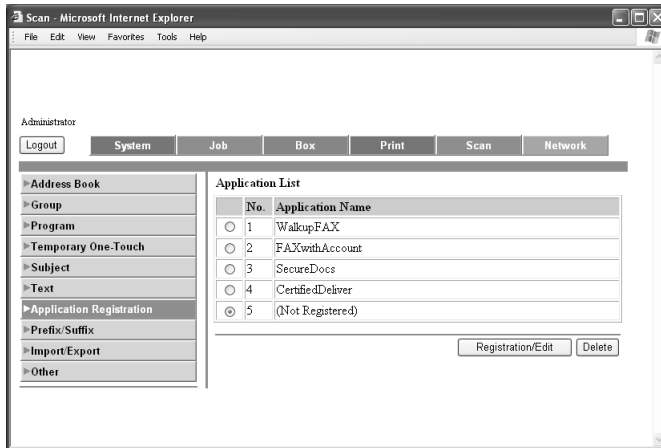 Scan - Microsoft Internet Explorer
File Edit View Favorites Tools Help
Administrator
Logout System Job Box Print Scan Network
Address Book
Group
Program
Temporary One-Touch
Subject
Text
Application Registration
Prefix/Suffix
Import/Export
Other
Application List
No. Application Name
1 WalkupFAX
2 FAXwithAccount
3 SecureDocs
4 CertifiedDeliver
5 (Not Registered)
Registration/Edit Delete